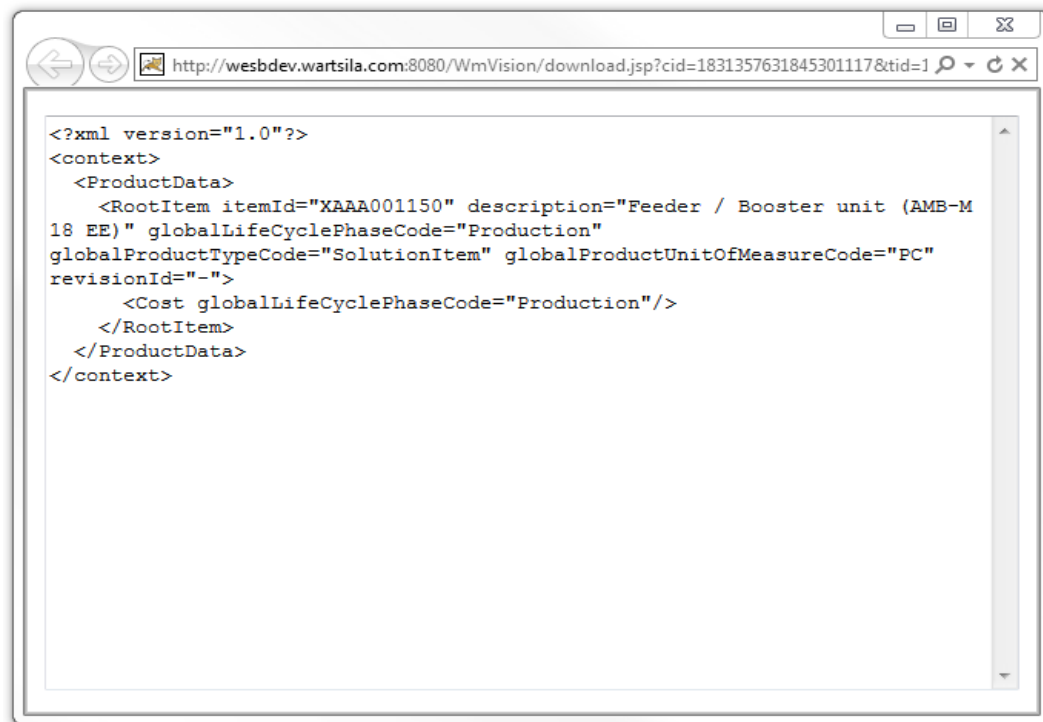 http://wesbdev.wartsila.com:8080/WmVision/download.jsp?cid=1831357631845301117&tid=1
<?xml version="1.0"?>
<context>
  <ProductData>
    <RootItem itemId="XAAA001150" description="Feeder / Booster unit (AMB-M
18 EE)" globalLifeCyclePhaseCode="Production"
globalProductTypeCode="SolutionItem" globalProductUnitOfMeasureCode="PC"
revisionId="-">
      <Cost globalLifeCyclePhaseCode="Production"/>
    </RootItem>
  </ProductData>
</context>